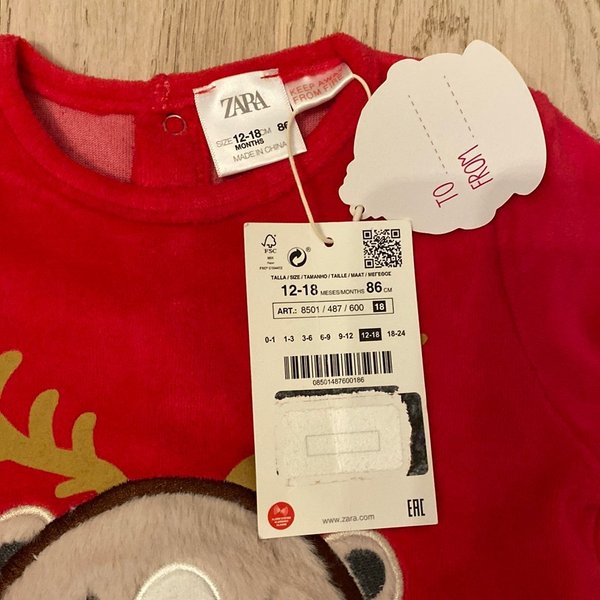 ZARA
SIZE 12-18 CM 86
MONTHS
MADE IN CHINA
KEEP AWAY
FROM FIRE
TO
FROM
FSC
MIX
Paper
TALLA / SIZE / TAMANHO / TAILLE / MAAT / ΜΕΓΕΘΟΣ
12-18 MESES/MONTHS 86 CM
ART.: 8501 / 487 / 600 18
0-1 1-3 3-6 6-9 9-12 12-18 18-24
08501487600186
www.zara.com
EAC